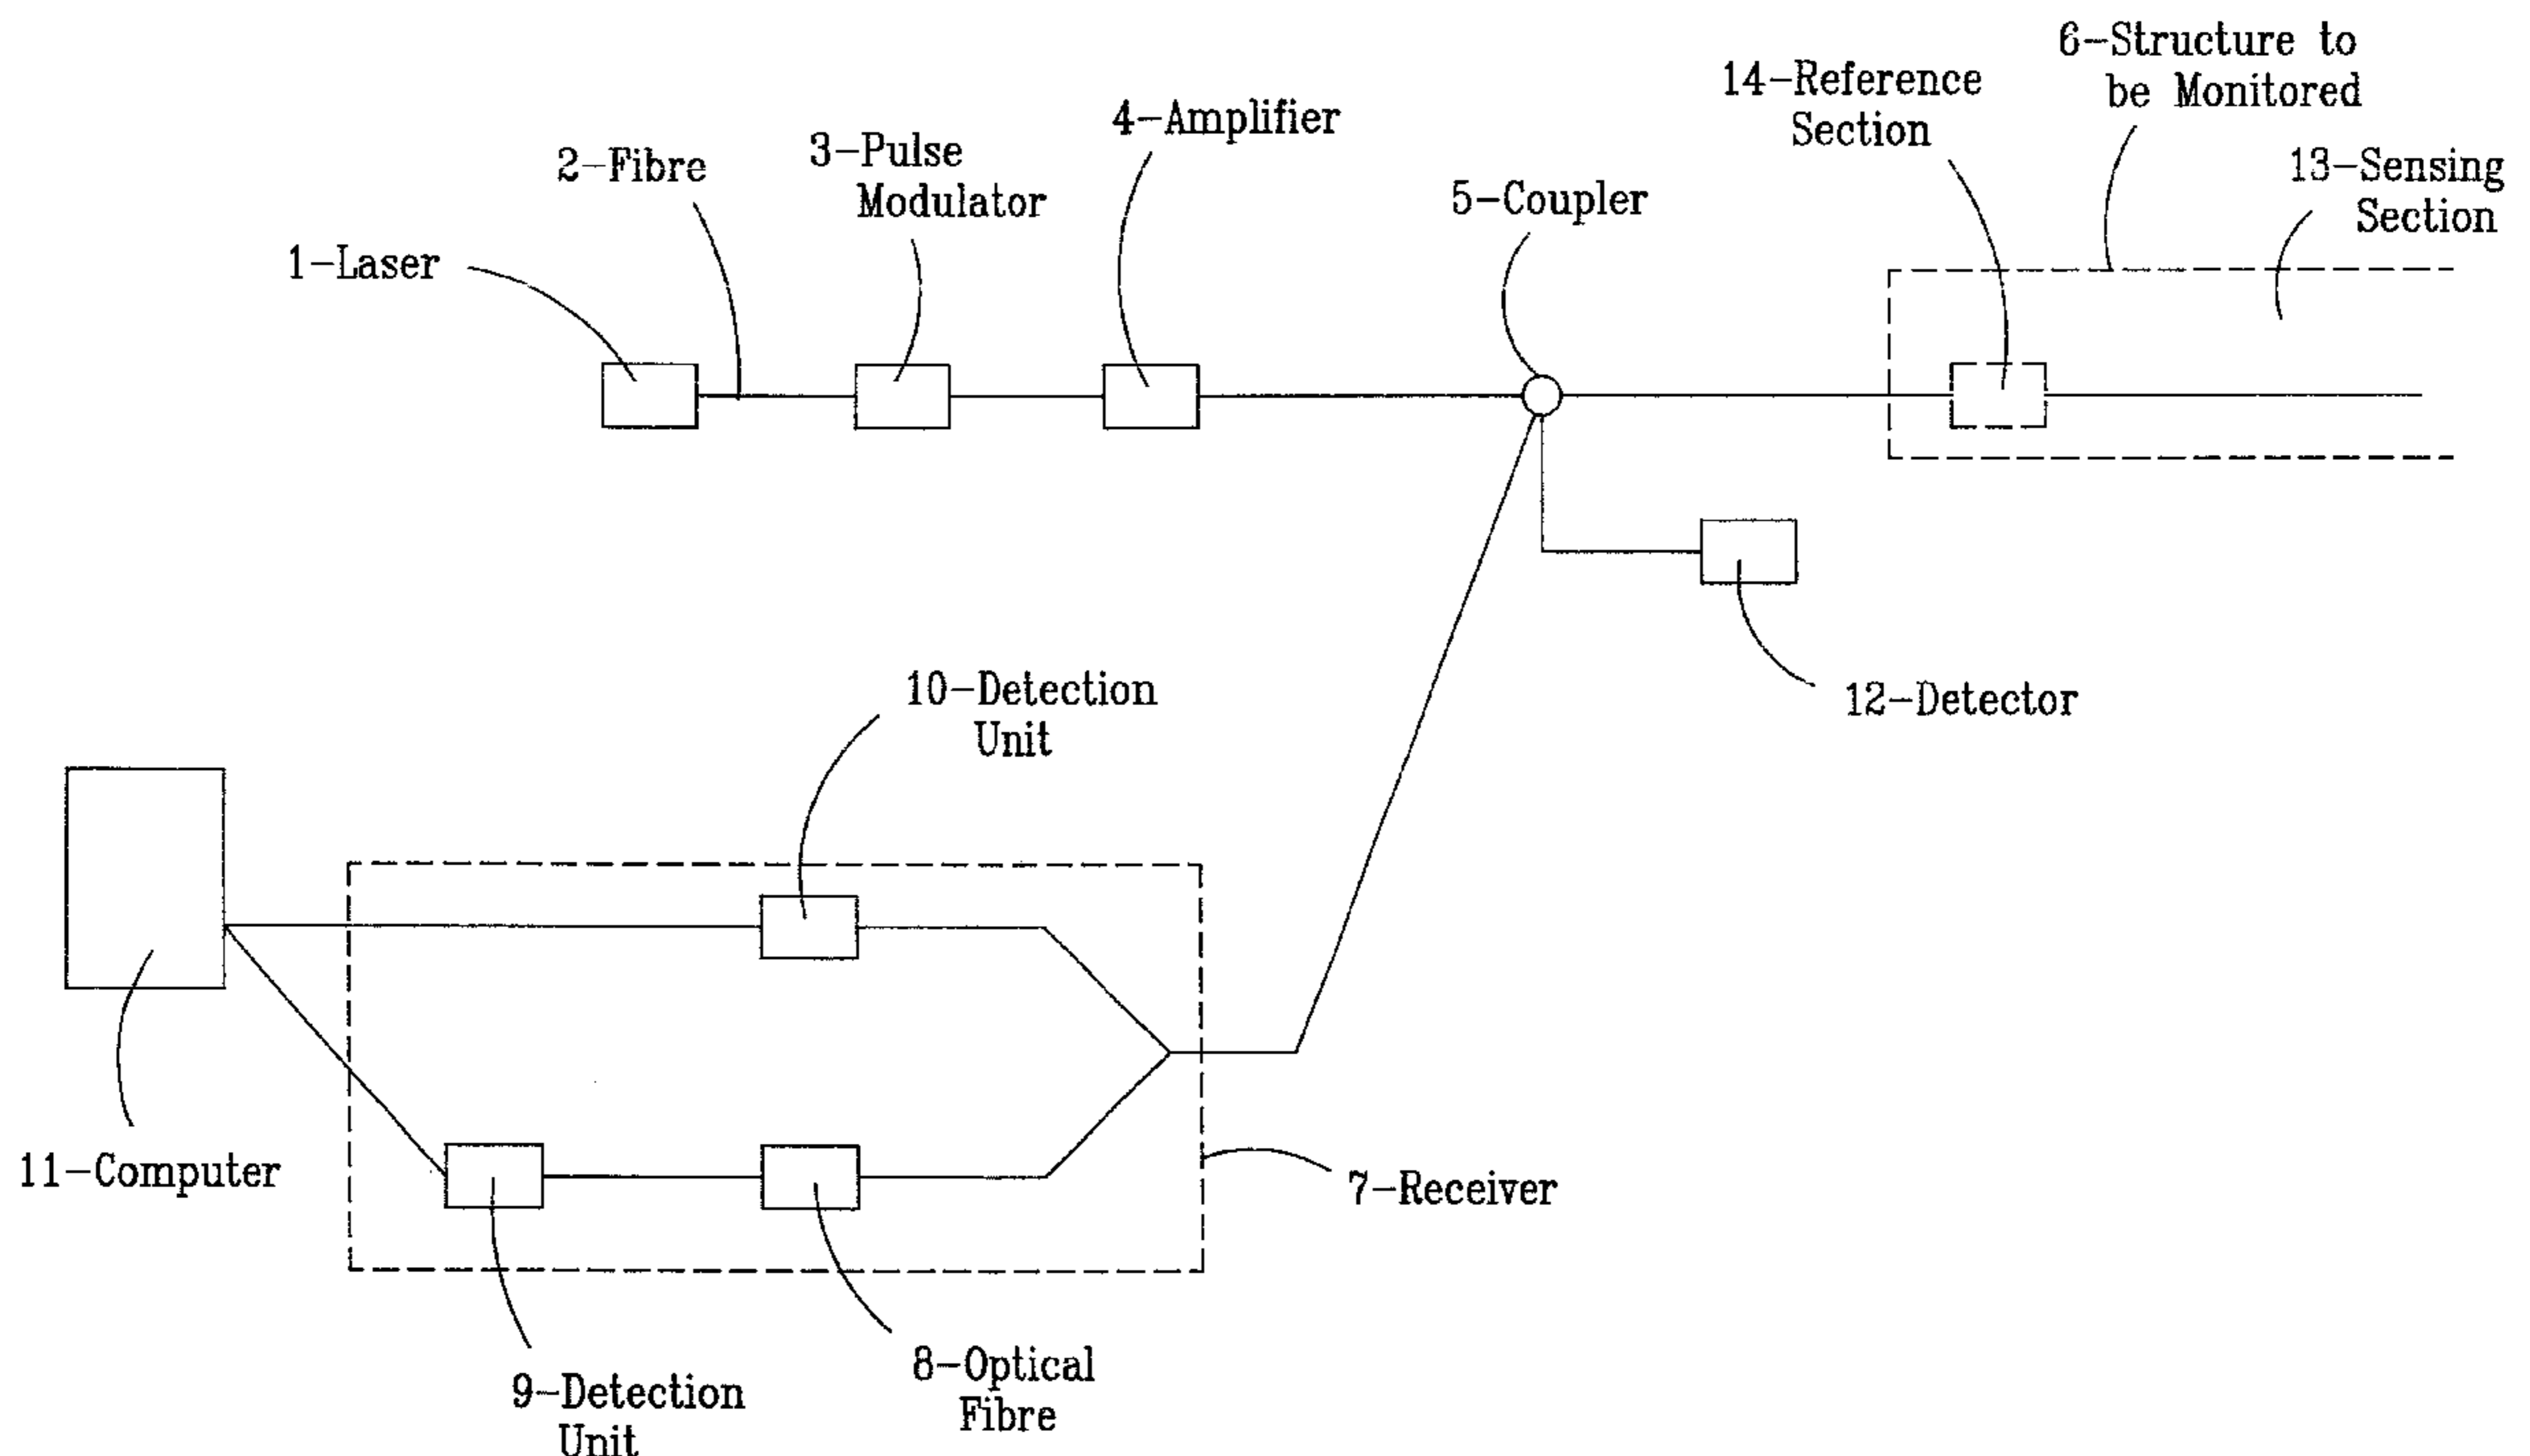 6-Structure to
be Monitored
14-Reference
Section
4-Amplifier
13-Sensing
Section
3-Pulse
Modulator
2-Fibre
5-Coupler
1-Laser
10-Detection
Unit
12-Detector
11-Computer
7-Receiver
8-Optical
Fibre
9-Detection
Unit